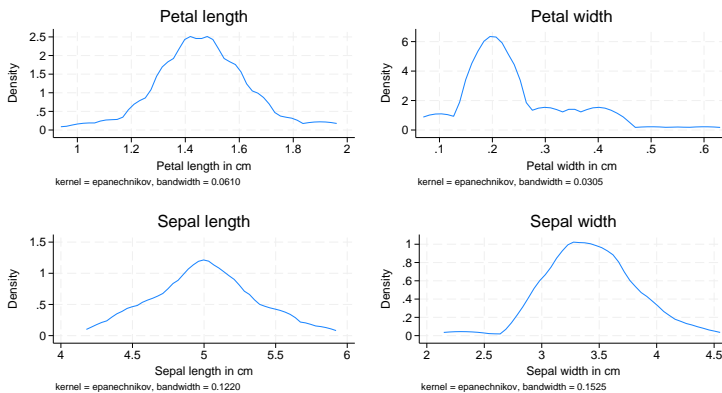 Petal length
Density
2.5
2
1.5
1
.5
0
1 1.2 1.4 1.6 1.8 2
Petal length in cm
kernel = epanechnikov, bandwidth = 0.0610
Petal width
Density
6
4
2
0
.1 .2 .3 .4 .5 .6
Petal width in cm
kernel = epanechnikov, bandwidth = 0.0305
Sepal length
Density
1.5
1
.5
0
4 4.5 5 5.5 6
Sepal length in cm
kernel = epanechnikov, bandwidth = 0.1220
Sepal width
Density
1
.8
.6
.4
.2
0
2 2.5 3 3.5 4 4.5
Sepal width in cm
kernel = epanechnikov, bandwidth = 0.1525